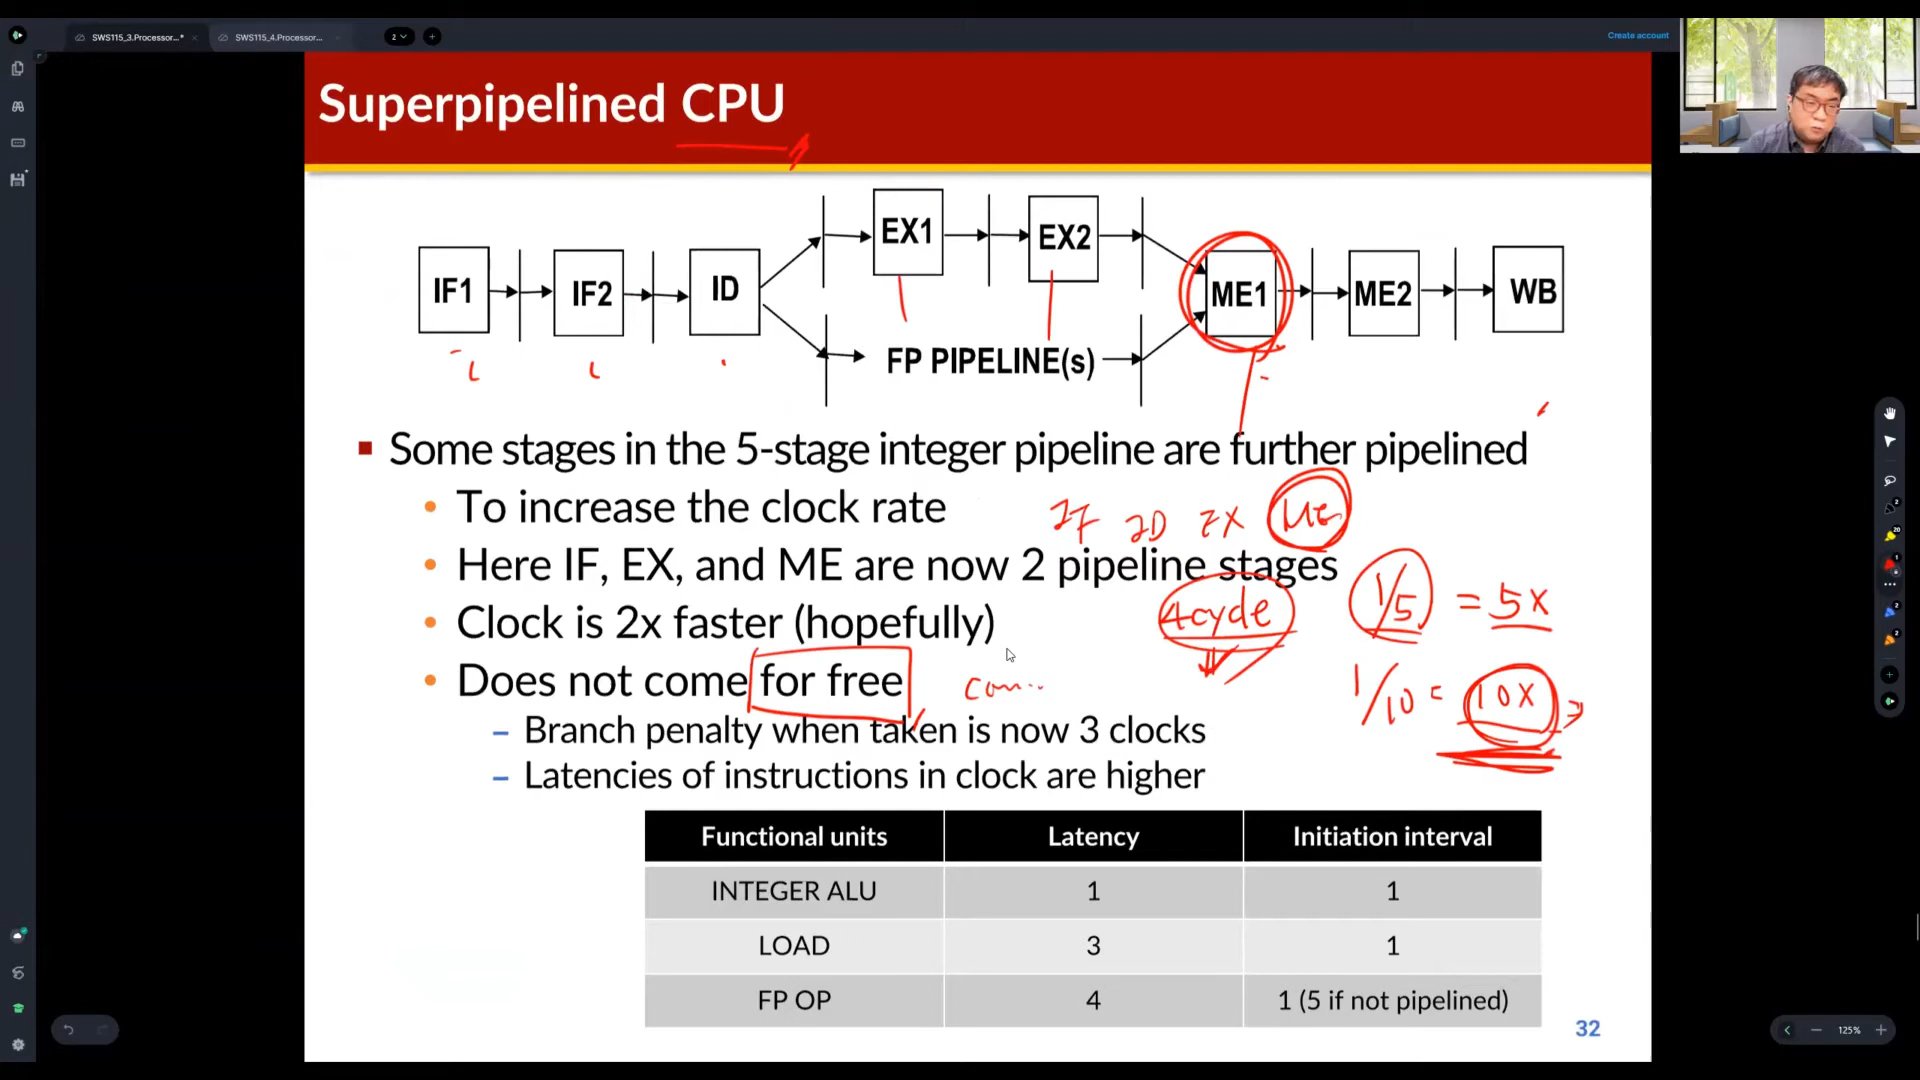 SWS115_3.Processor...*
SWS115_4.Processor...
2
Create account
Superpipelined CPU
EX1
EX2
IF1
IF2
ID
ME1
ME2
WB
FP PIPELINE(s)
Some stages in the 5-stage integer pipeline are further pipelined
To increase the clock rate
IF ID EX ME
Here IF, EX, and ME are now 2 pipeline stages
4cycle
1/5 = 5x
Clock is 2x faster (hopefully)
Does not come for free
1/10 = 10x
Branch penalty when taken is now 3 clocks
Latencies of instructions in clock are higher
Functional units Latency Initiation interval
INTEGER ALU 1 1
LOAD 3 1
FP OP 4 1 (5 if not pipelined)
32
125%